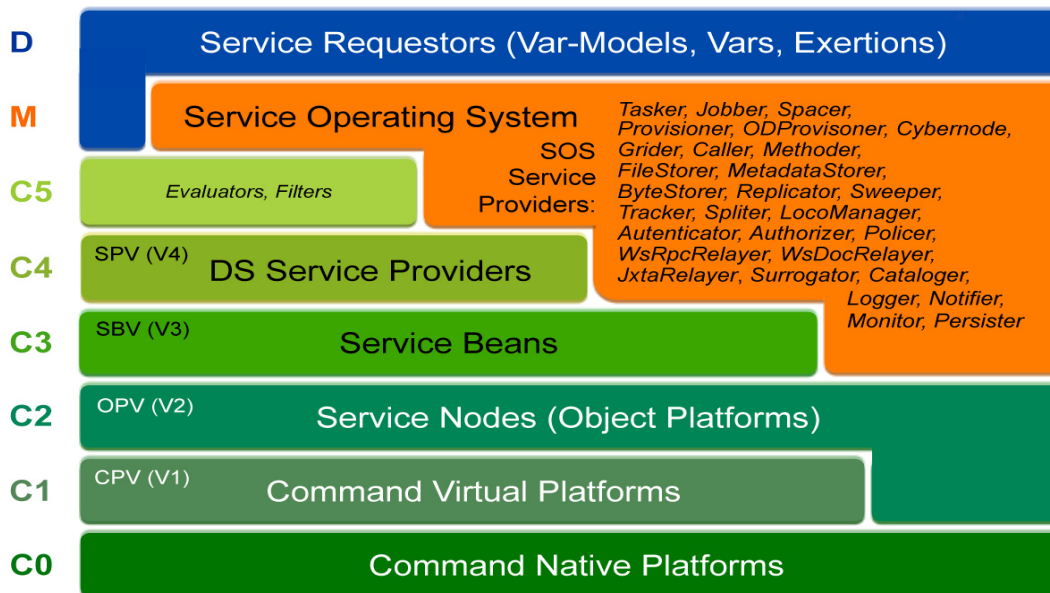 D
Service Requestors (Var-Models, Vars, Exertions)
M
Service Operating System
SOS
Service
Providers:
Tasker, Jobber, Spacer,
Provisioner, ODProvisoner, Cybernode,
Grider, Caller, Methoder,
FileStorer, MetadataStorer,
ByteStorer, Replicator, Sweeper,
Tracker, Spliter, LocoManager,
Autenticator, Authorizer, Policer,
WsRpcRelayer, WsDocRelayer,
JxtaRelayer, Surrogator, Cataloger,
Logger, Notifier,
Monitor, Persister
C5
Evaluators, Filters
C4
SPV (V4)
DS Service Providers
C3
SBV (V3)
Service Beans
C2
OPV (V2)
Service Nodes (Object Platforms)
C1
CPV (V1)
Command Virtual Platforms
C0
Command Native Platforms